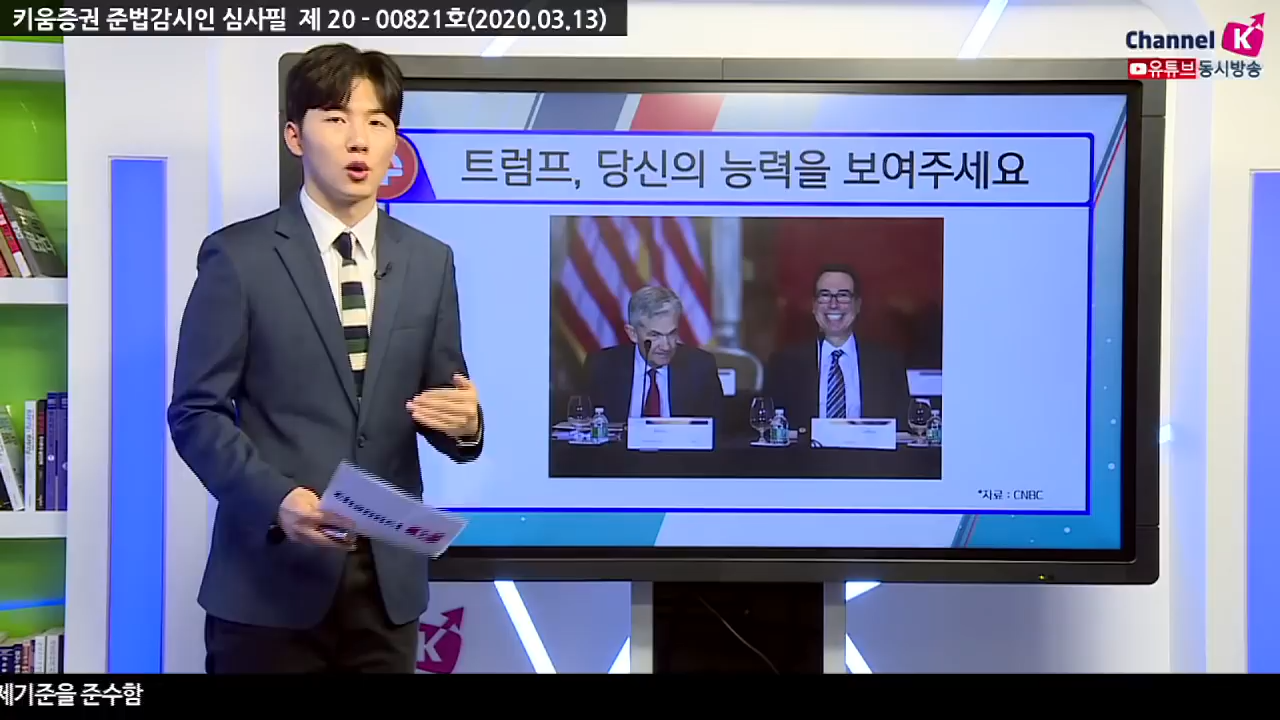 키움증권 준법감시인 심사필 제 20 - 00821호(2020.03.13)
Channel K
유튜브동시방송
트럼프, 당신의 능력을 보여주세요
*자료 : CNBC
Channel
K
제기준을 준수함